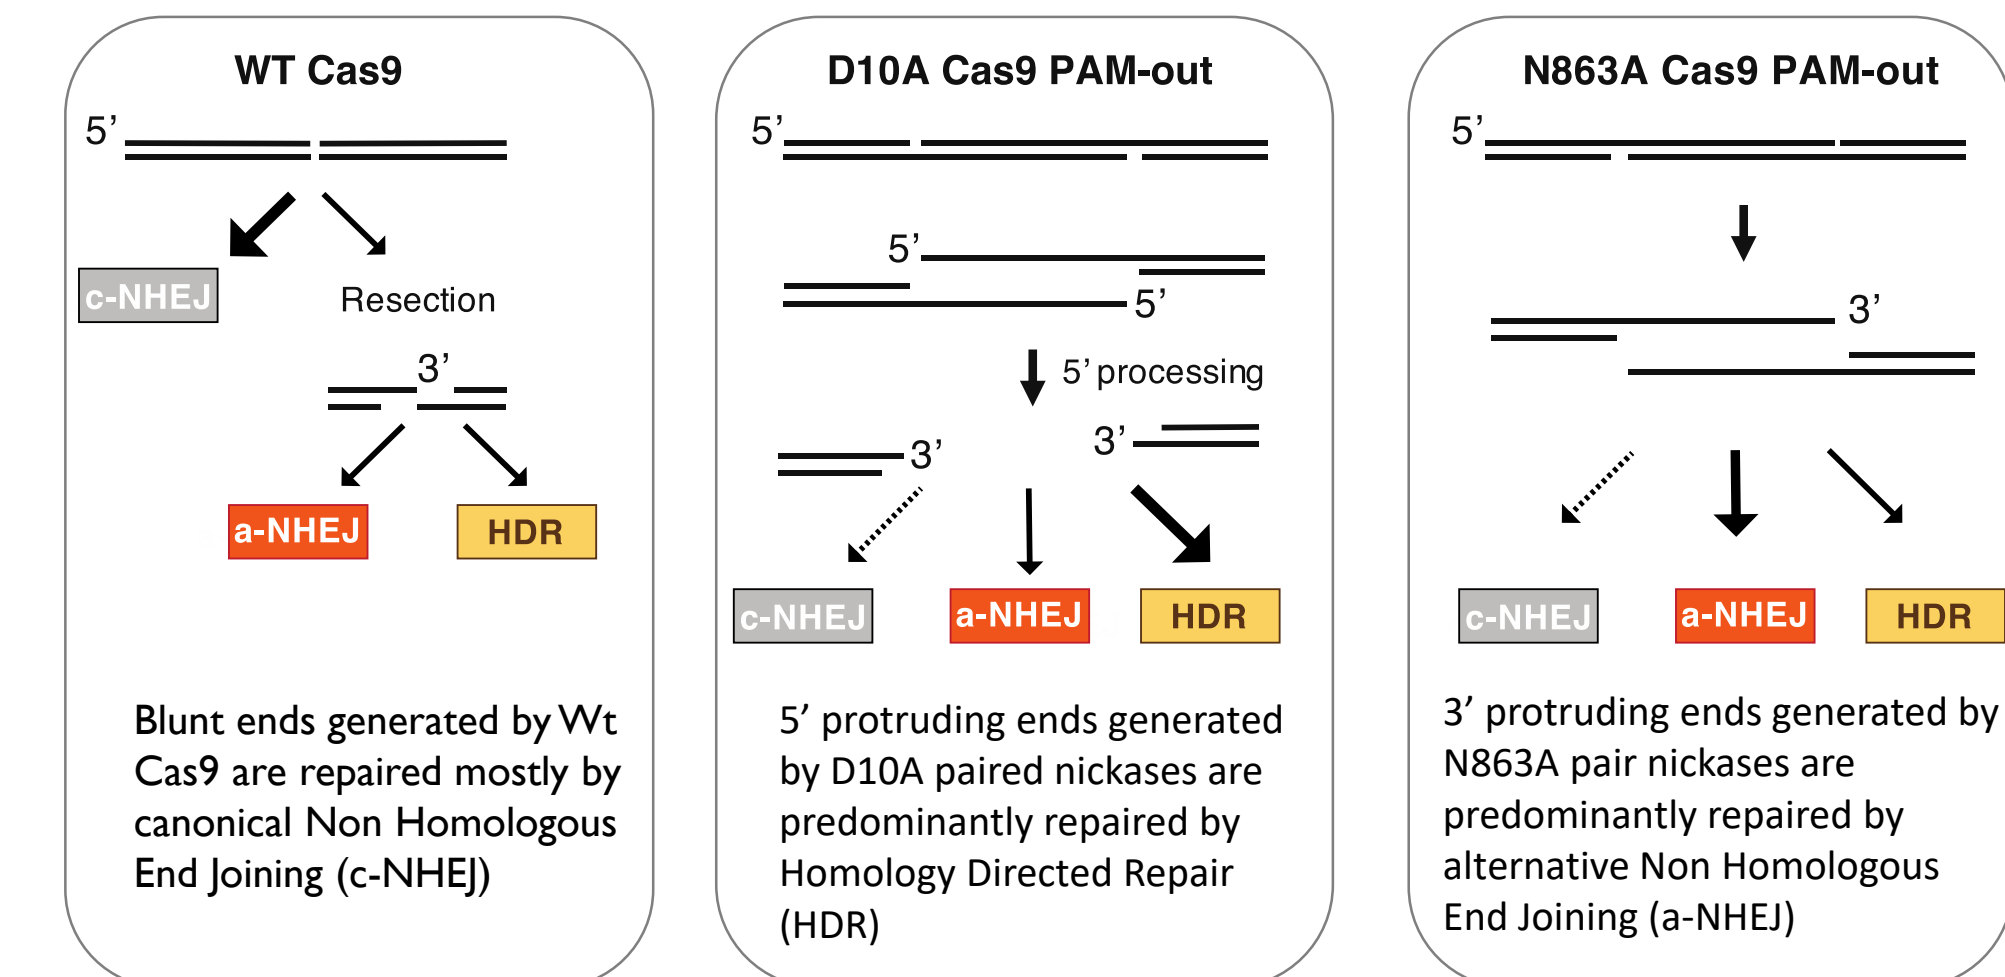 WT Cas9
5’
c-NHEJ
Resection
3’
a-NHEJ
HDR
Blunt ends generated by Wt
Cas9 are repaired mostly by
canonical Non Homologous
End Joining (c-NHEJ)
D10A Cas9 PAM-out
5’
5’
5’
5’ processing
3’
3’
c-NHEJ
a-NHEJ
HDR
5’ protruding ends generated
by D10A paired nickases are
predominantly repaired by
Homology Directed Repair
(HDR)
N863A Cas9 PAM-out
5’
3’
c-NHEJ
a-NHEJ
HDR
3’ protruding ends generated by
N863A pair nickases are
predominantly repaired by
alternative Non Homologous
End Joining (a-NHEJ)